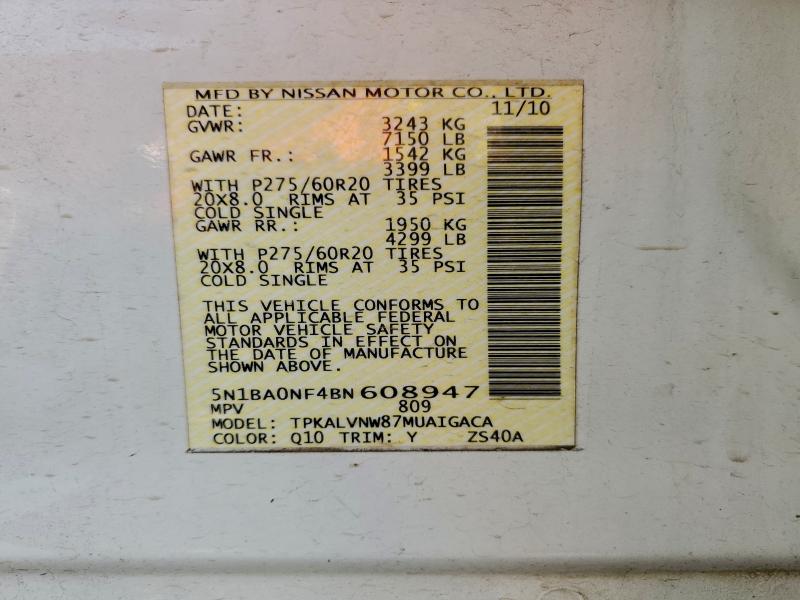 MFD BY NISSAN MOTOR CO., LTD.
DATE: 11/10
GVWR: 3243 KG
7150 LB
GAWR FR.: 1542 KG
3399 LB
WITH P275/60R20 TIRES
20X8.0 RIMS AT 35 PSI
COLD SINGLE
GAWR RR.: 1950 KG
4299 LB
WITH P275/60R20 TIRES
20X8.0 RIMS AT 35 PSI
COLD SINGLE
THIS VEHICLE CONFORMS TO
ALL APPLICABLE FEDERAL
MOTOR VEHICLE SAFETY
STANDARDS IN EFFECT ON
THE DATE OF MANUFACTURE
SHOWN ABOVE.
5N1BA0NF4BN608947
MPV 809
MODEL: TPKALVNW87MUAIGACA
COLOR: Q10 TRIM: Y ZS40A